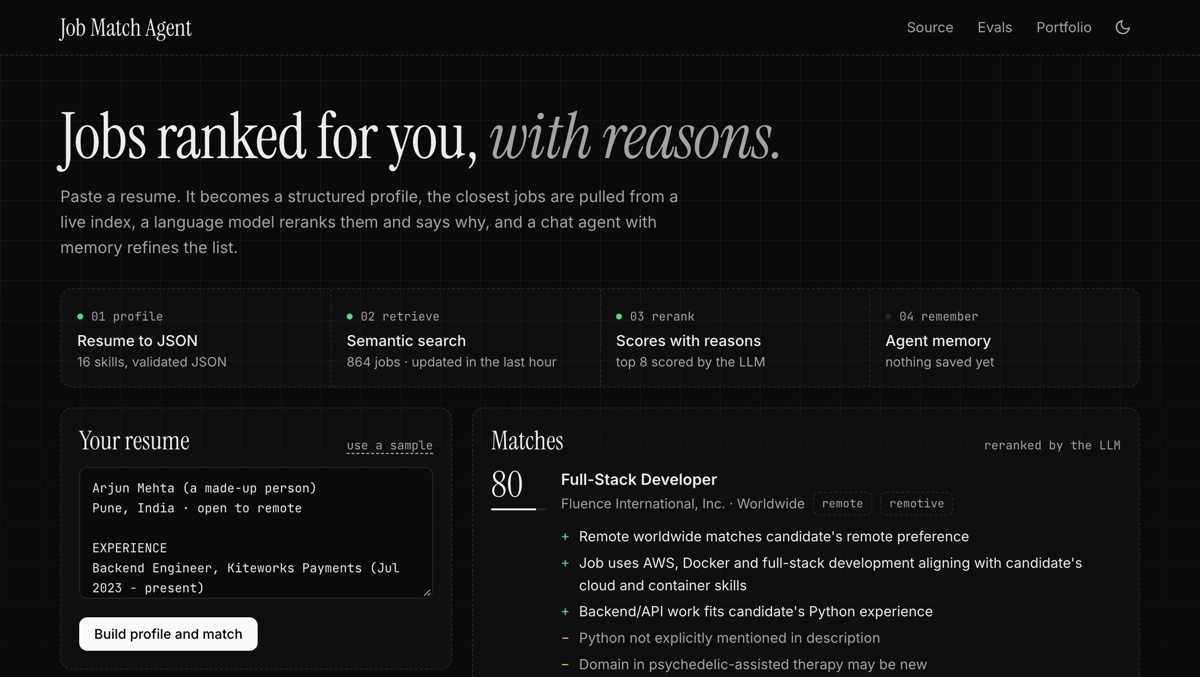 Job Match Agent
Source
Evals
Portfolio
Jobs ranked for you, with reasons.
Paste a resume. It becomes a structured profile, the closest jobs are pulled from a
live index, a language model reranks them and says why, and a chat agent with
memory refines the list.
01 profile
Resume to JSON
16 skills, validated JSON
02 retrieve
Semantic search
864 jobs · updated in the last hour
03 rerank
Scores with reasons
top 8 scored by the LLM
04 remember
Agent memory
nothing saved yet
Your resume
use a sample
Arjun Mehta (a made-up person)
Pune, India · open to remote
EXPERIENCE
Backend Engineer, Kiteworks Payments (Jul
2023 - present)
Build profile and match
Matches
reranked by the LLM
80
Full-Stack Developer
Fluence International, Inc. · Worldwide
remote
remotive
+ Remote worldwide matches candidate's remote preference
+ Job uses AWS, Docker and full-stack development aligning with candidate's
cloud and container skills
+ Backend/API work fits candidate's Python experience
− Python not explicitly mentioned in description
− Domain in psychedelic-assisted therapy may be new